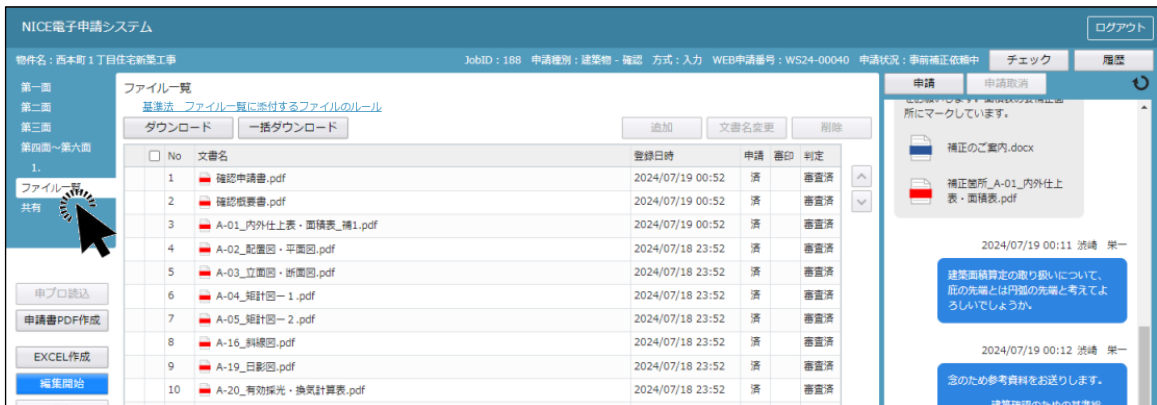 NICE電子申請システム
ログアウト
物件名：西本町１丁目住宅新築工事
JobID：188 申請種別：建築物 - 確認 方式：入力 WEB申請番号：WS24-00040 申請状況：事前補正依頼中
チェック
履歴
第一面
第二面
第三面
第四面～第六面
1.
ファイル一覧
共有
申プロ読込
申請書PDF作成
EXCEL作成
編集開始
ファイル一覧
基準法 ファイル一覧に添付するファイルのルール
ダウンロード 一括ダウンロード 追加 文書名変更 削除
No 文書名 登録日時 申請 審印 判定
1 確認申請書.pdf 2024/07/19 00:52 済 審査済
2 確認概要書.pdf 2024/07/19 00:52 済 審査済
3 A-01_内外仕上表・面積表_補1.pdf 2024/07/19 00:52 済 審査済
4 A-02_配置図・平面図.pdf 2024/07/18 23:52 済 審査済
5 A-03_立面図・断面図.pdf 2024/07/18 23:52 済 審査済
6 A-04_矩計図ー１.pdf 2024/07/18 23:52 済 審査済
7 A-05_矩計図ー２.pdf 2024/07/18 23:52 済 審査済
8 A-16_斜線図.pdf 2024/07/18 23:52 済 審査済
9 A-19_日影図.pdf 2024/07/18 23:52 済 審査済
10 A-20_有効採光・換気計算表.pdf 2024/07/18 23:52 済 審査済
申請 申請取消
所にマークしています。
補正のご案内.docx
補正箇所_A-01_内外仕上
表・面積表.pdf
2024/07/19 00:11 渋崎 栄一
建築面積算定の取り扱いについて、
庇の先端とは円弧の先端と考えてよ
ろしいでしょうか。
2024/07/19 00:12 渋崎 栄一
念のため参考資料をお送りします。